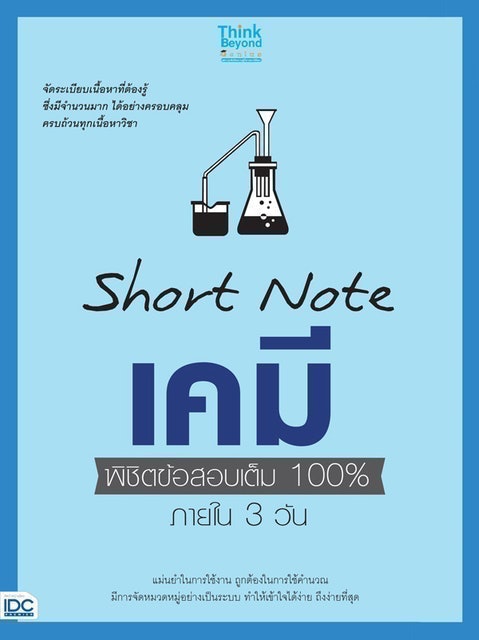 Think
Beyond
Genius
จัดระเบียบเนื้อหาที่ต้องรู้
ซึ่งมีจำนวนมาก ได้อย่างครอบคลุม
ครบถ้วนทุกเนื้อหาวิชา
Short Note
เคมี
พิชิตข้อสอบเต็ม 100%
ภายใน 3 วัน
แม่นยำในการใช้งาน ถูกต้องในการใช้คำนวณ
มีการจัดหมวดหมู่อย่างเป็นระบบ ทำให้เข้าใจได้ง่าย ถึงง่ายที่สุด
IDC
PREMIER